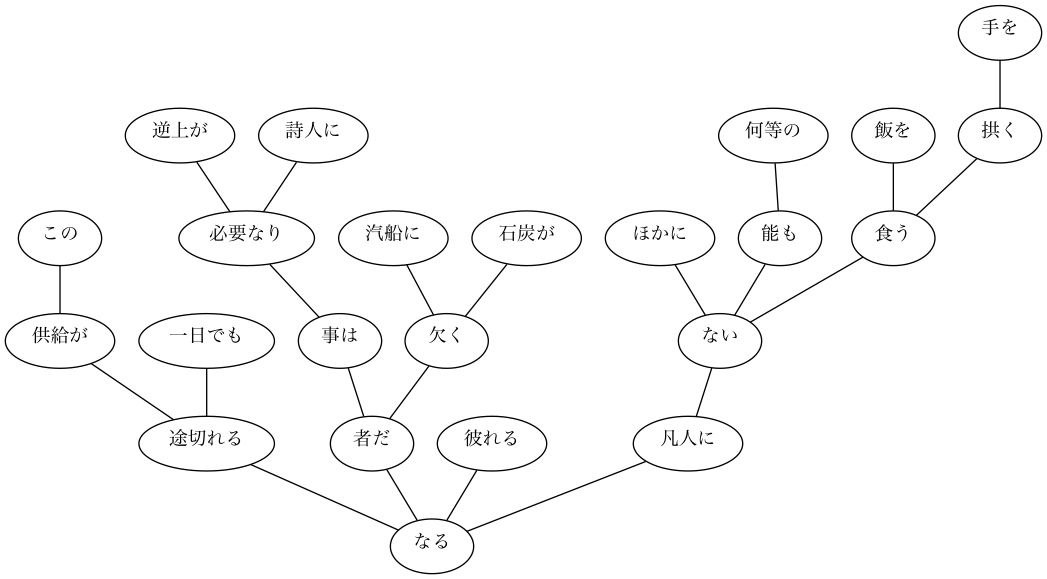 手を
逆上が
詩人に
何等の
飯を
拱く
この
必要なり
汽船に
石炭が
ほかに
能も
食う
供給が
一日でも
事は
欠く
ない
途切れる
者だ
彼れる
凡人に
なる